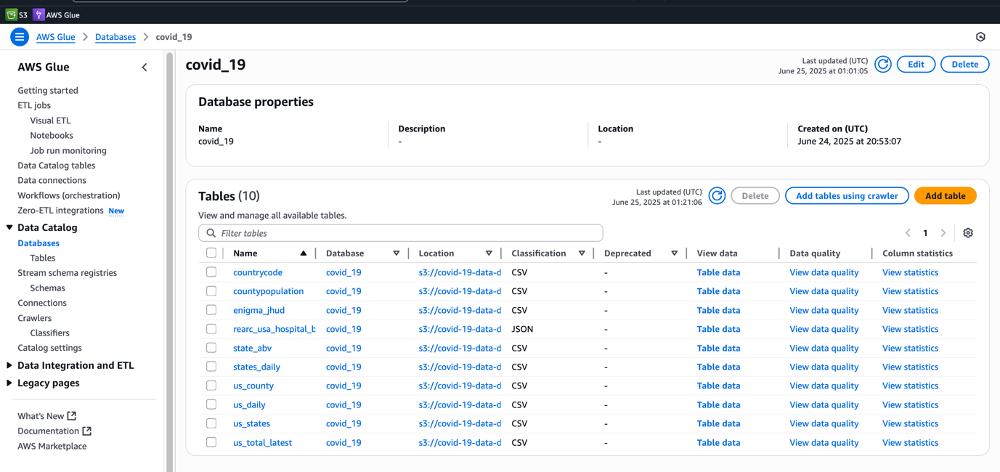 S3 AWS Glue
AWS Glue Databases covid_19
AWS Glue
Getting started
ETL jobs
Visual ETL
Notebooks
Job run monitoring
Data Catalog tables
Data connections
Workflows (orchestration)
Zero-ETL integrations New
Data Catalog
Databases
Tables
Stream schema registries
Schemas
Connections
Crawlers
Classifiers
Catalog settings
Data Integration and ETL
Legacy pages
What's New
Documentation
AWS Marketplace
covid_19
Last updated (UTC)
June 25, 2025 at 01:01:05
Edit Delete
Database properties
Name Description Location Created on (UTC)
covid_19 - - June 24, 2025 at 20:53:07
Tables (10)
Last updated (UTC)
June 25, 2025 at 01:21:06
Delete Add tables using crawler Add table
View and manage all available tables.
Filter tables
1
Name Database Location Classification Deprecated View data Data quality Column statistics
countrycode covid_19 s3://covid-19-data-d CSV - Table data View data quality View statistics
countypopulation covid_19 s3://covid-19-data-d CSV - Table data View data quality View statistics
enigma_jhud covid_19 s3://covid-19-data-d CSV - Table data View data quality View statistics
rearc_usa_hospital_b covid_19 s3://covid-19-data-d JSON - Table data View data quality View statistics
state_abv covid_19 s3://covid-19-data-d CSV - Table data View data quality View statistics
states_daily covid_19 s3://covid-19-data-d CSV - Table data View data quality View statistics
us_county covid_19 s3://covid-19-data-d CSV - Table data View data quality View statistics
us_daily covid_19 s3://covid-19-data-d CSV - Table data View data quality View statistics
us_states covid_19 s3://covid-19-data-d CSV - Table data View data quality View statistics
us_total_latest covid_19 s3://covid-19-data-d CSV - Table data View data quality View statistics